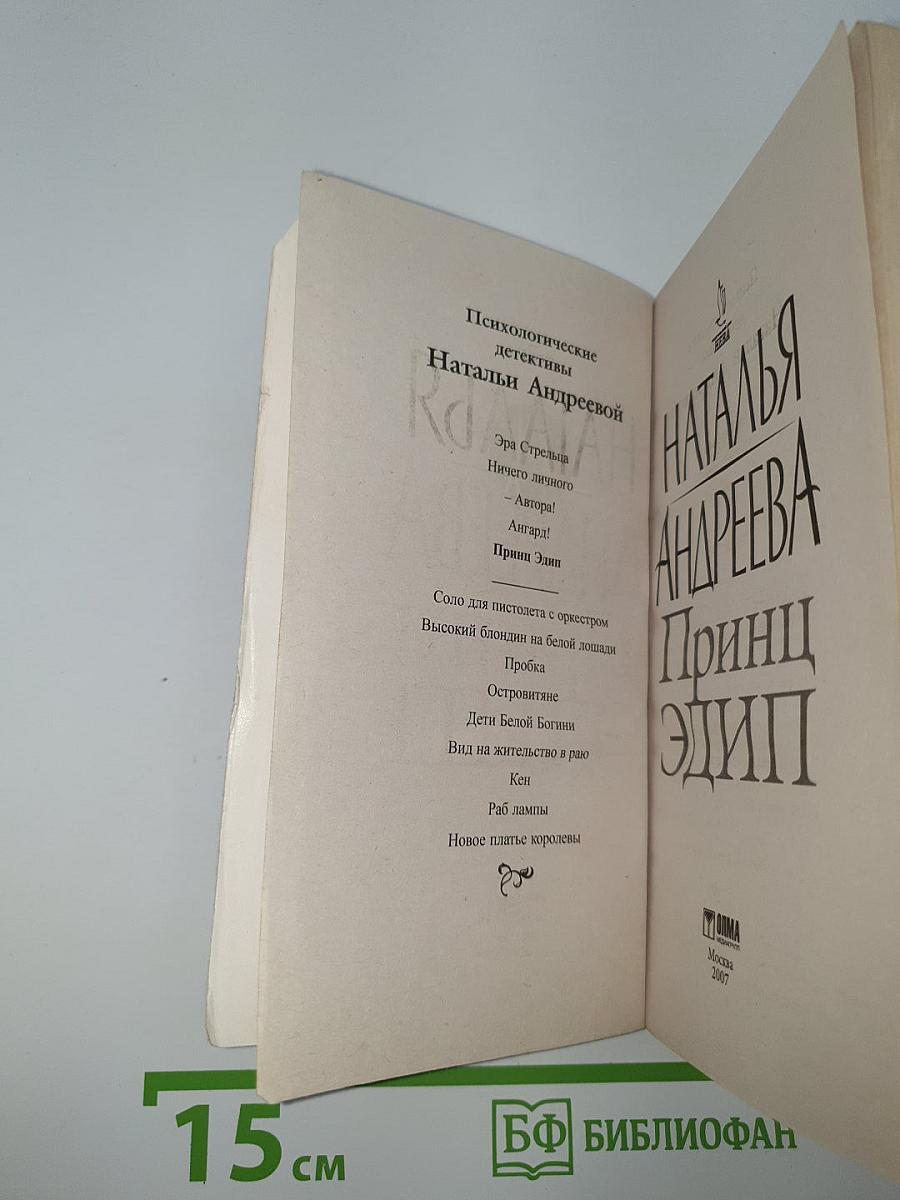 Психологические
детективы
Натальи Андреевой
Эра Стрельца
Ничего личного
– Автора!
Ангард!
Принц Эдип
Соло для пистолета с оркестром
Высокий блондин на белой лошади
Пробка
Островитяне
Дети Белой Богини
Вид на жительство в раю
Кен
Раб лампы
Новое платье королевы
НЕВА
НАТАЛЬЯ
АНДРЕЕВА
Принц
ЭДИП
ОЛМА
МЕДИАГРУПП
Москва
2007
15 см
БФ БИБЛИОФАН